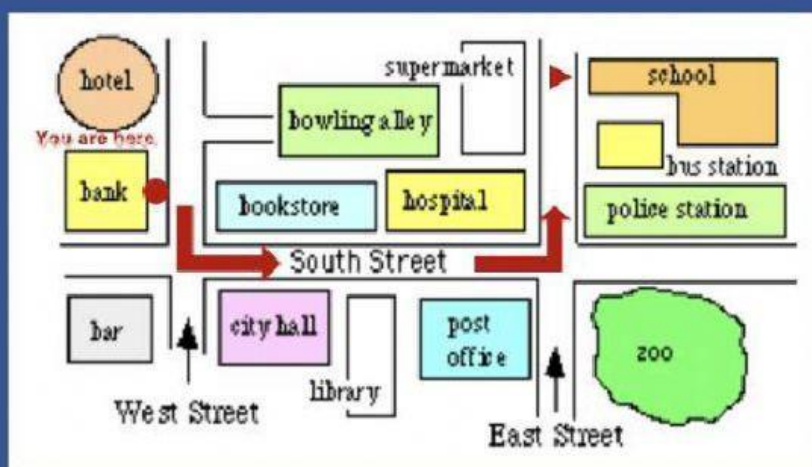 hotel
supermarket
school
You are here.
bowling alley
bus station
bank
bookstore
hospital
police station
South Street
bar
city hall
post
office
zoo
library
West Street
East Street